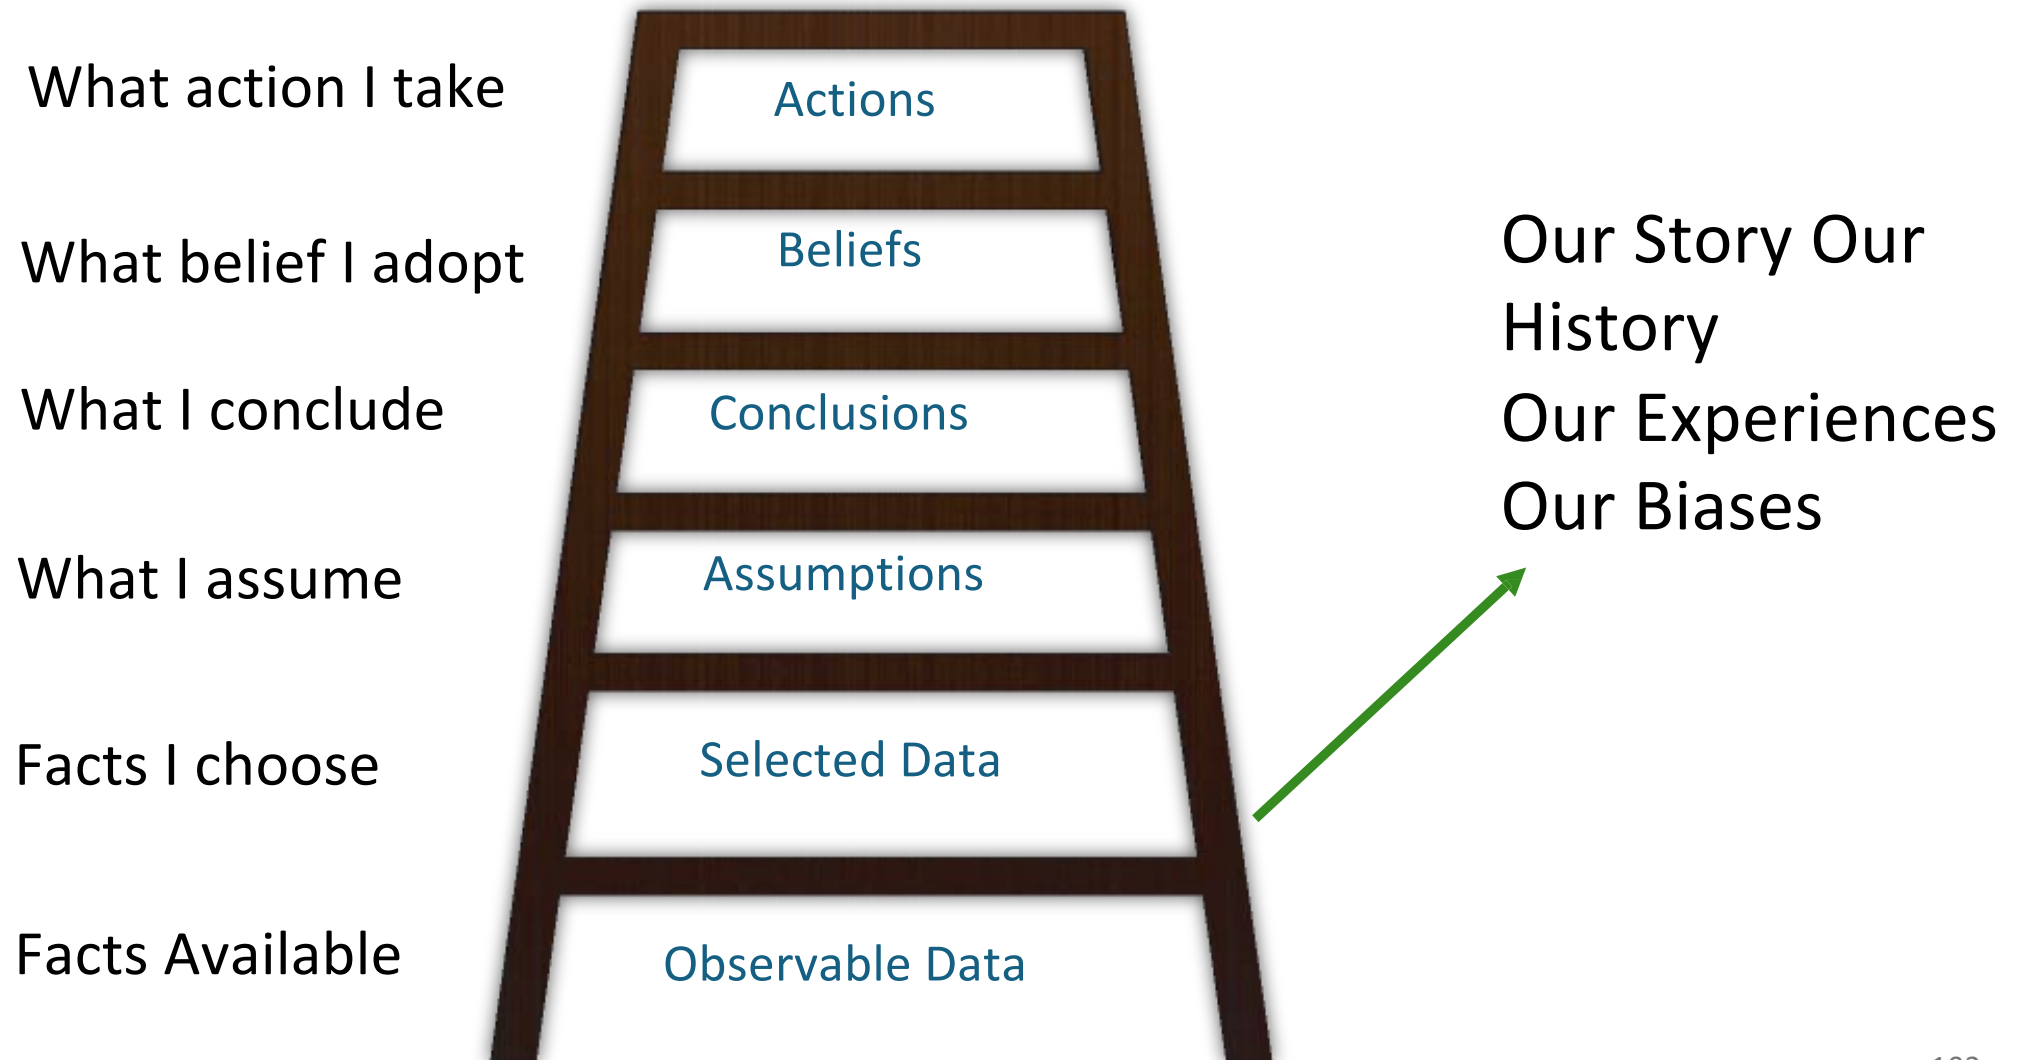 What action I take
Actions
What belief I adopt
Beliefs
What I conclude
Conclusions
What I assume
Assumptions
Facts I choose
Selected Data
Facts Available
Observable Data
Our Story Our
History
Our Experiences
Our Biases